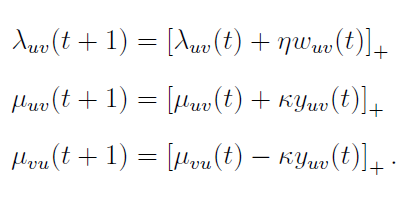 λ_{uv}(t + 1) = [λ_{uv}(t) + ηw_{uv}(t)]_+
μ_{uv}(t + 1) = [μ_{uv}(t) + κy_{uv}(t)]_+
μ_{vu}(t + 1) = [μ_{vu}(t) − κy_{uv}(t)]_+ .